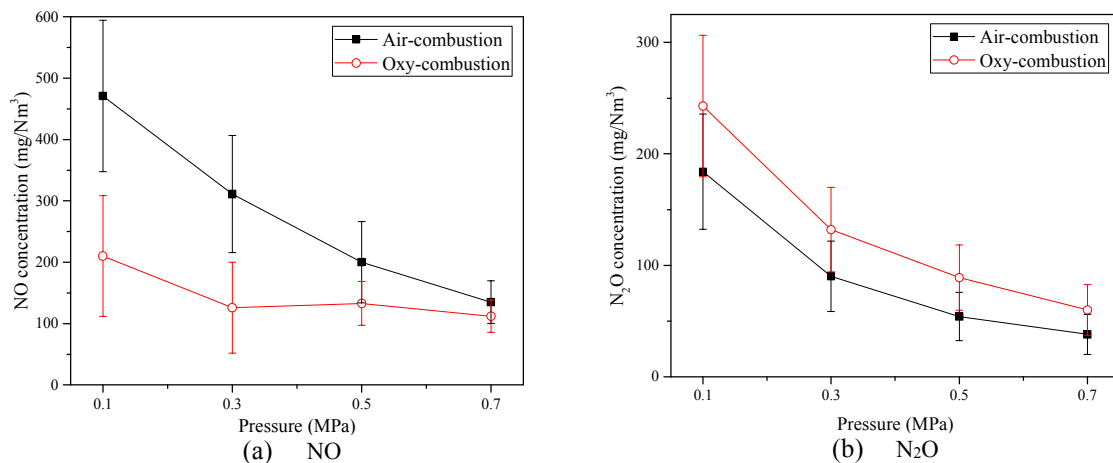 600
500
400
300
200
100
0
NO concentration (mg/Nm³)
Air-combustion
Oxy-combustion
0.1
0.3
0.5
0.7
Pressure (MPa)
(a) NO
300
200
100
0
N₂O concentration (mg/Nm³)
Air-combustion
Oxy-combustion
0.1
0.3
0.5
0.7
Pressure (MPa)
(b) N₂O